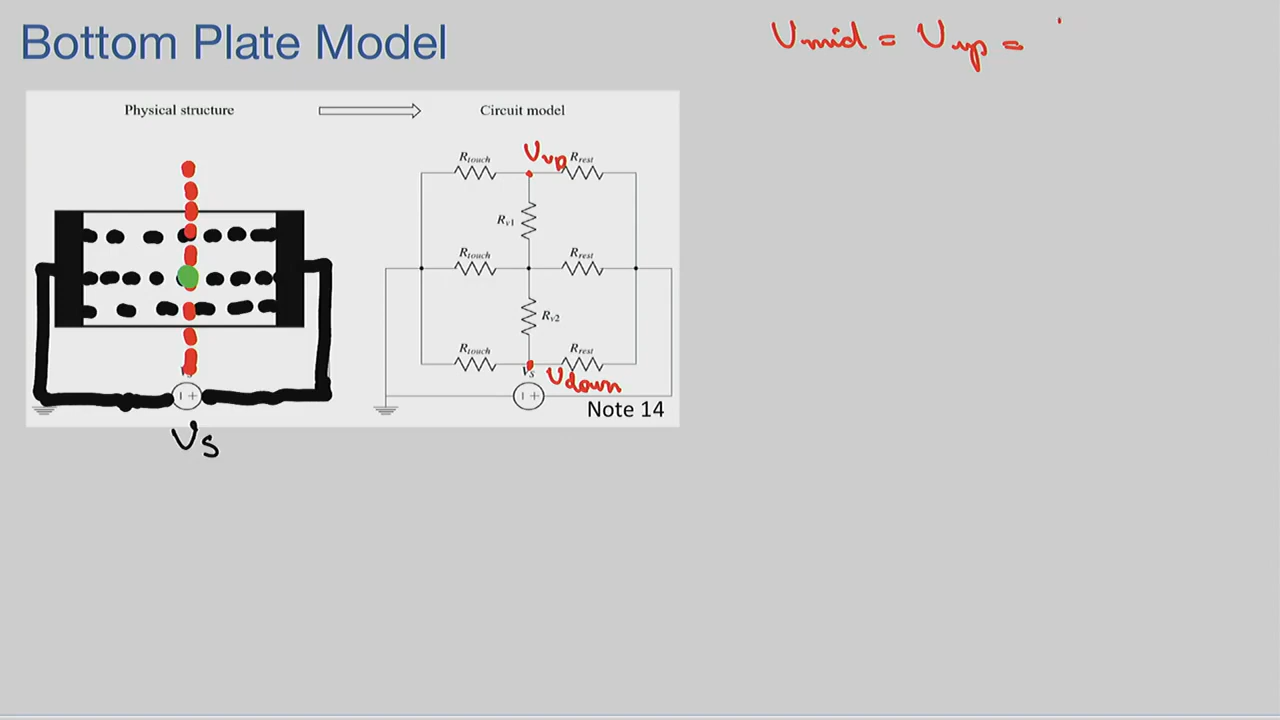 Bottom Plate Model
Vmid = Vup =
Physical structure
Circuit model
Rtouch Vup Rrest
Rv1
Rtouch Rrest
Rv2
Rtouch Rrest
Vs Vdown
Note 14
Vs